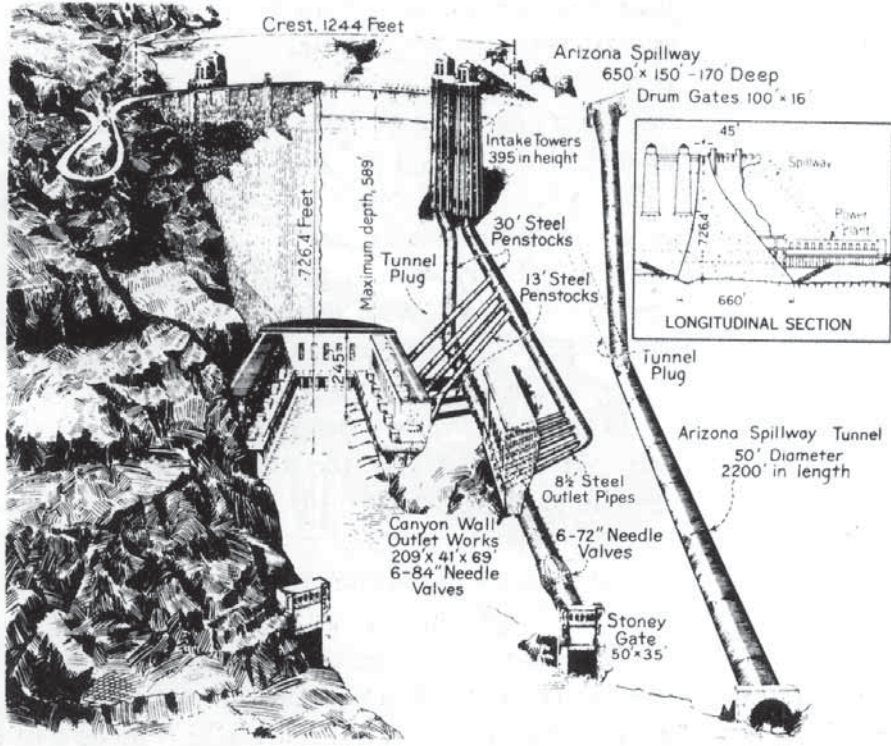 Crest, 1244 Feet
Arizona Spillway
650' × 150' - 170' Deep
Drum Gates 100' × 16'
Intake Towers
395 in height
726.4 Feet
Maximum depth, 589'
30' Steel
Penstocks
Tunnel
Plug
13' Steel
Penstocks
245'
45'
Spillway
Power
Plant
726.4'
660'
LONGITUDINAL SECTION
Tunnel
Plug
Arizona Spillway Tunnel
50' Diameter
2200' in length
8½' Steel
Outlet Pipes
Canyon Wall
Outlet Works
209' x 41' x 69'
6-84" Needle
Valves
6-72" Needle
Valves
Stoney
Gate
50' × 35'